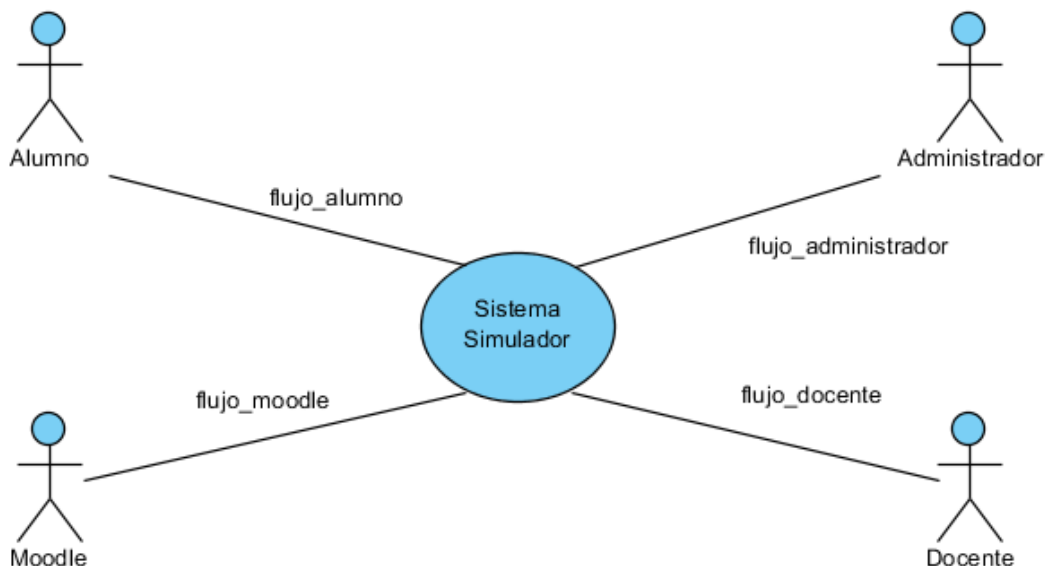 Alumno
Administrador
flujo_alumno
flujo_administrador
Sistema
Simulador
flujo_moodle
flujo_docente
Moodle
Docente